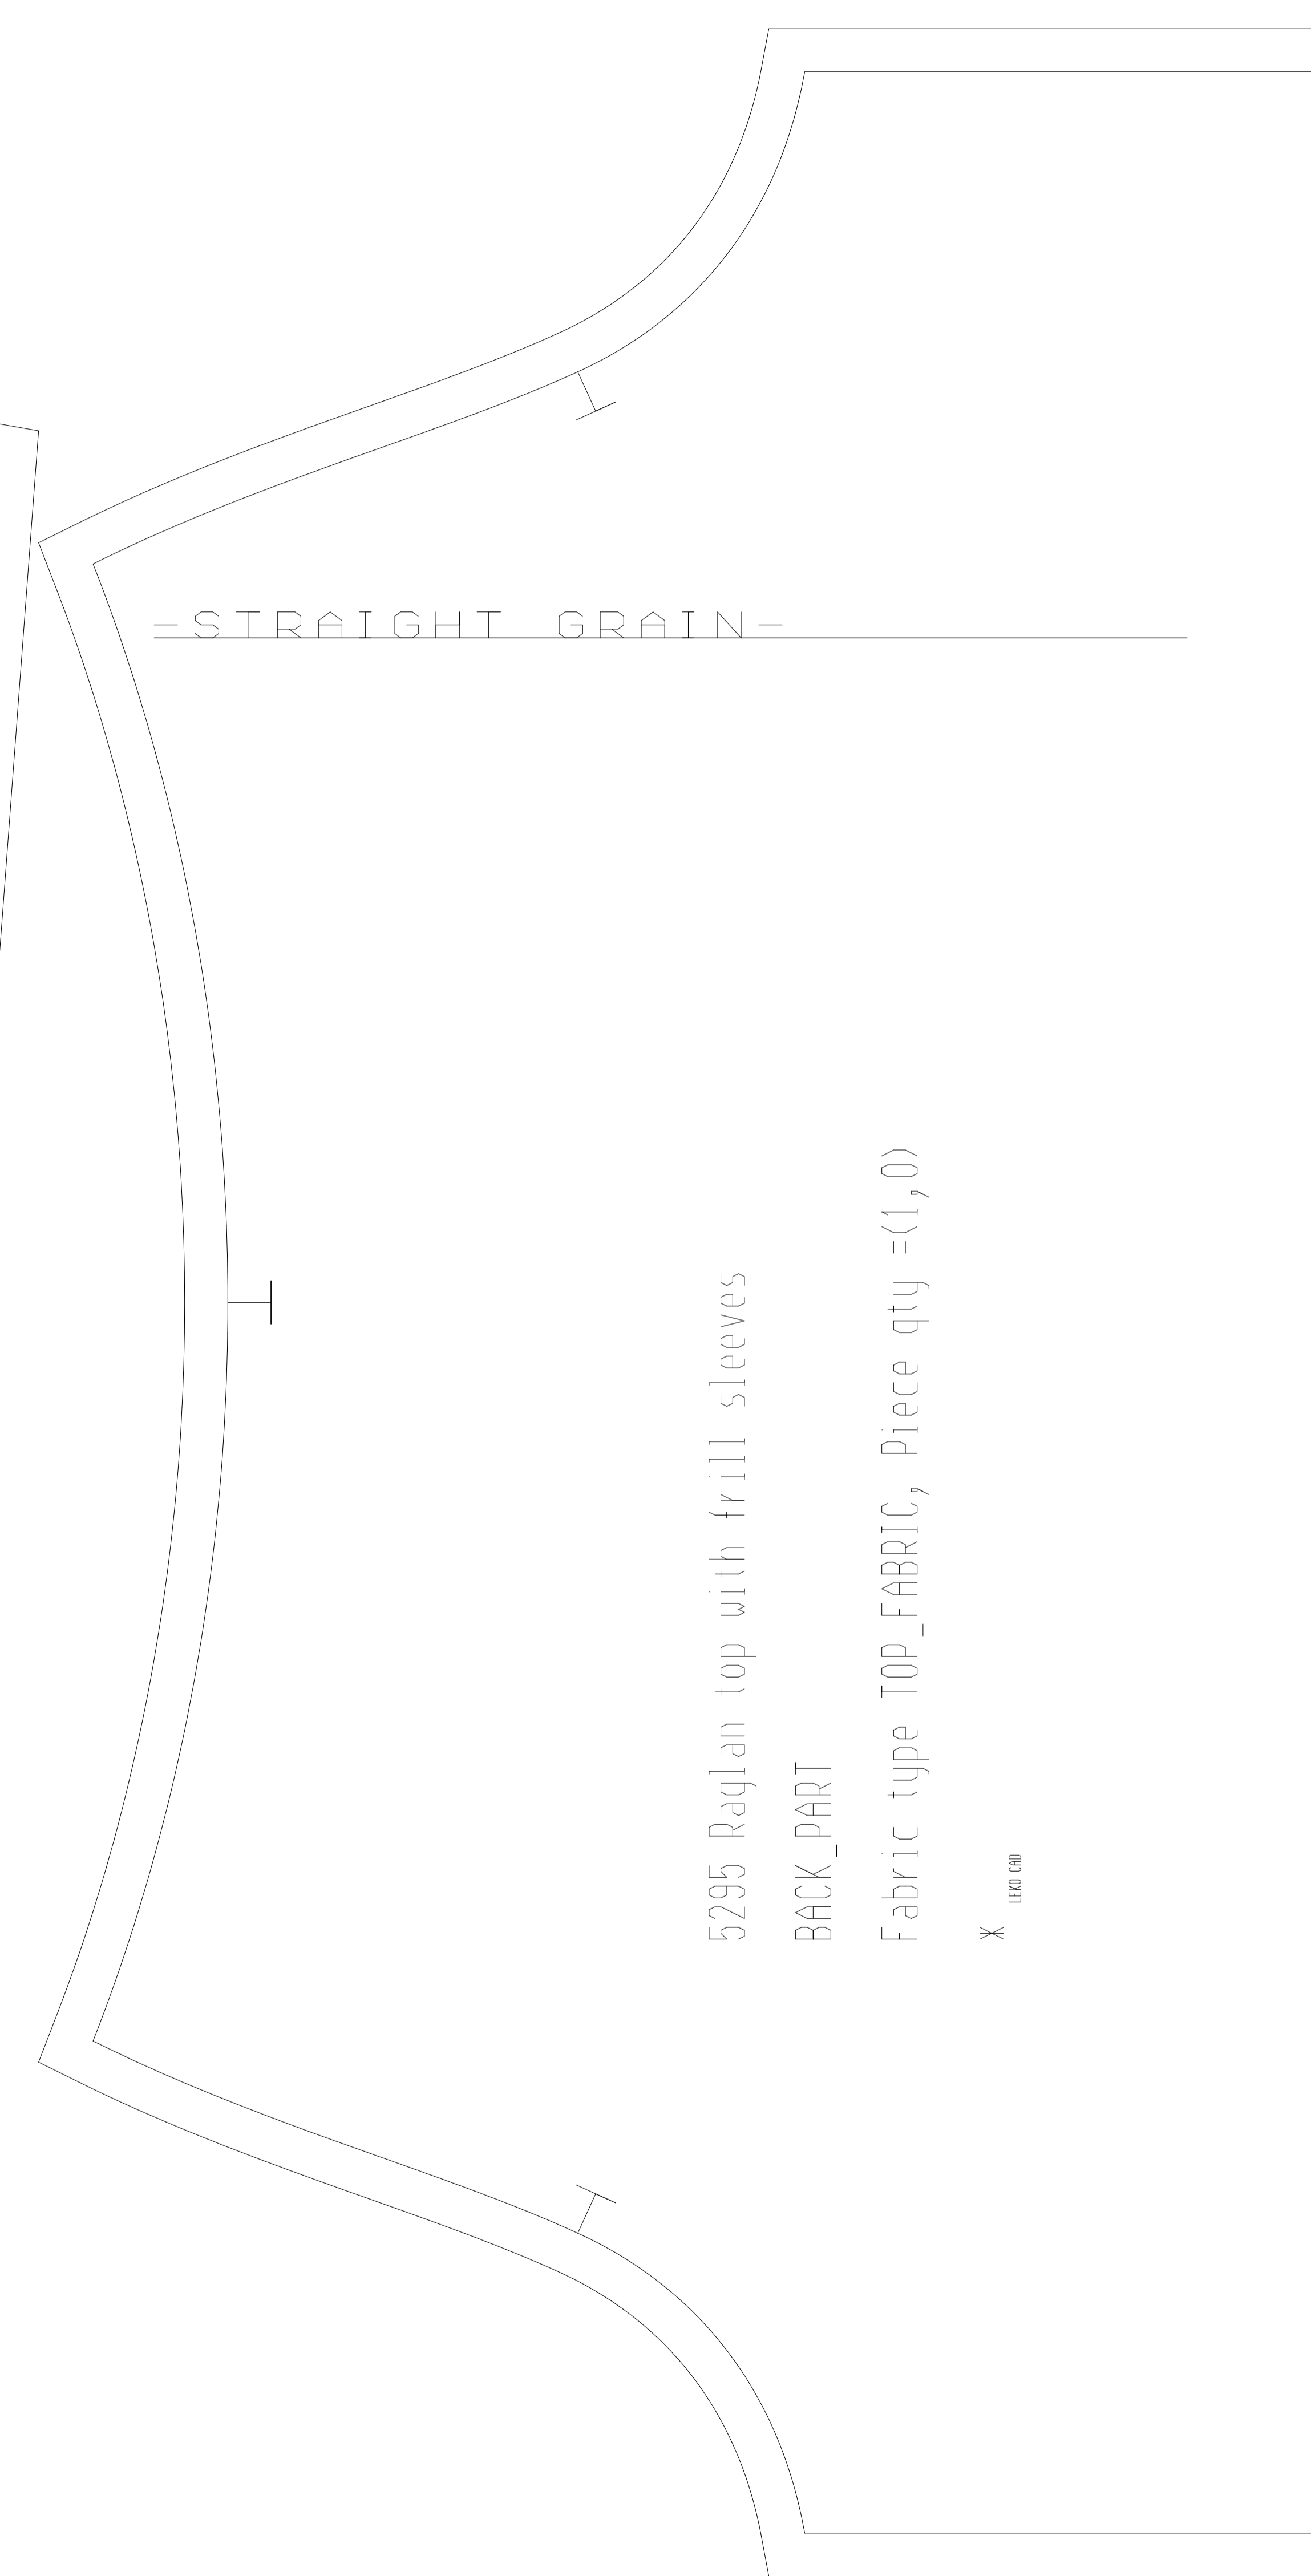 -STRAIGHT GRAIN-
5295 Raglan top with frill sleeves
BACK_PART
Fabric type TOP_FABRIC, Piece qty =(1,0)
*
LEKO CAD